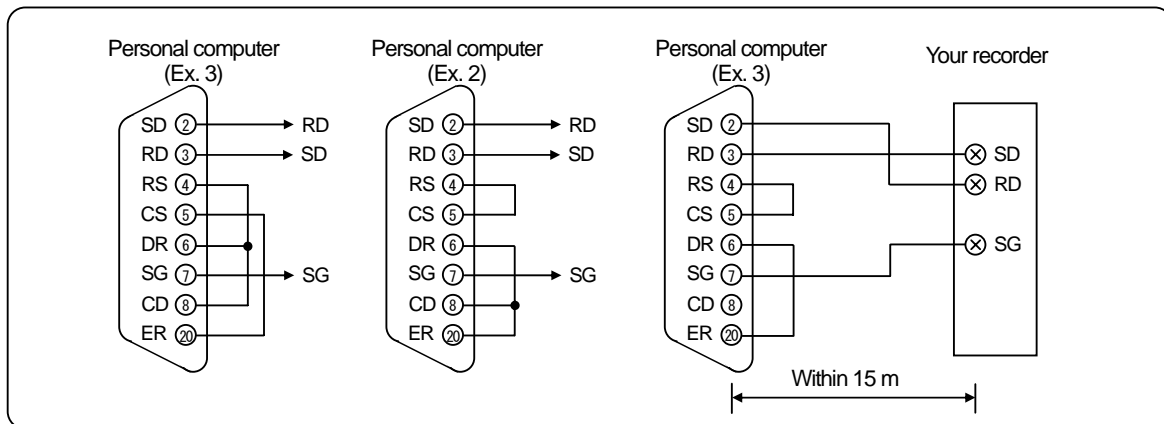 Personal computer
(Ex. 3)
SD 2 RD
RD 3 SD
RS 4
CS 5
DR 6
SG 7 SG
CD 8
ER 20
Personal computer
(Ex. 2)
SD 2 RD
RD 3 SD
RS 4
CS 5
DR 6
SG 7 SG
CD 8
ER 20
Personal computer
(Ex. 3)
SD 2
RD 3
RS 4
CS 5
DR 6
SG 7
CD 8
ER 20
Your recorder
SD
RD
SG
Within 15 m